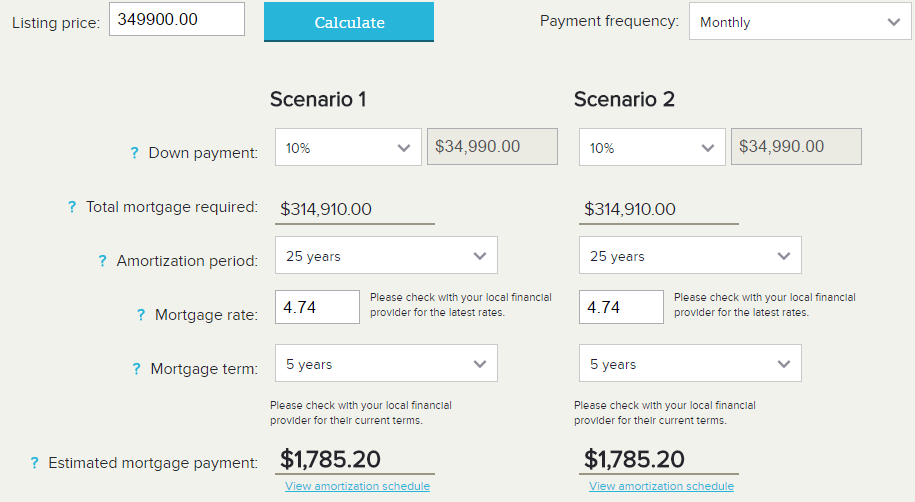 Listing price: 349900.00 Calculate Payment frequency: Monthly
Scenario 1 Scenario 2
? Down payment: 10% $34,990.00 10% $34,990.00
? Total mortgage required: $314,910.00 $314,910.00
? Amortization period: 25 years 25 years
? Mortgage rate: 4.74 Please check with your local financial 4.74 Please check with your local financial
provider for the latest rates. provider for the latest rates.
? Mortgage term: 5 years 5 years
Please check with your local financial Please check with your local financial
provider for their current terms. provider for their current terms.
? Estimated mortgage payment: $1,785.20 $1,785.20
View amortization schedule View amortization schedule